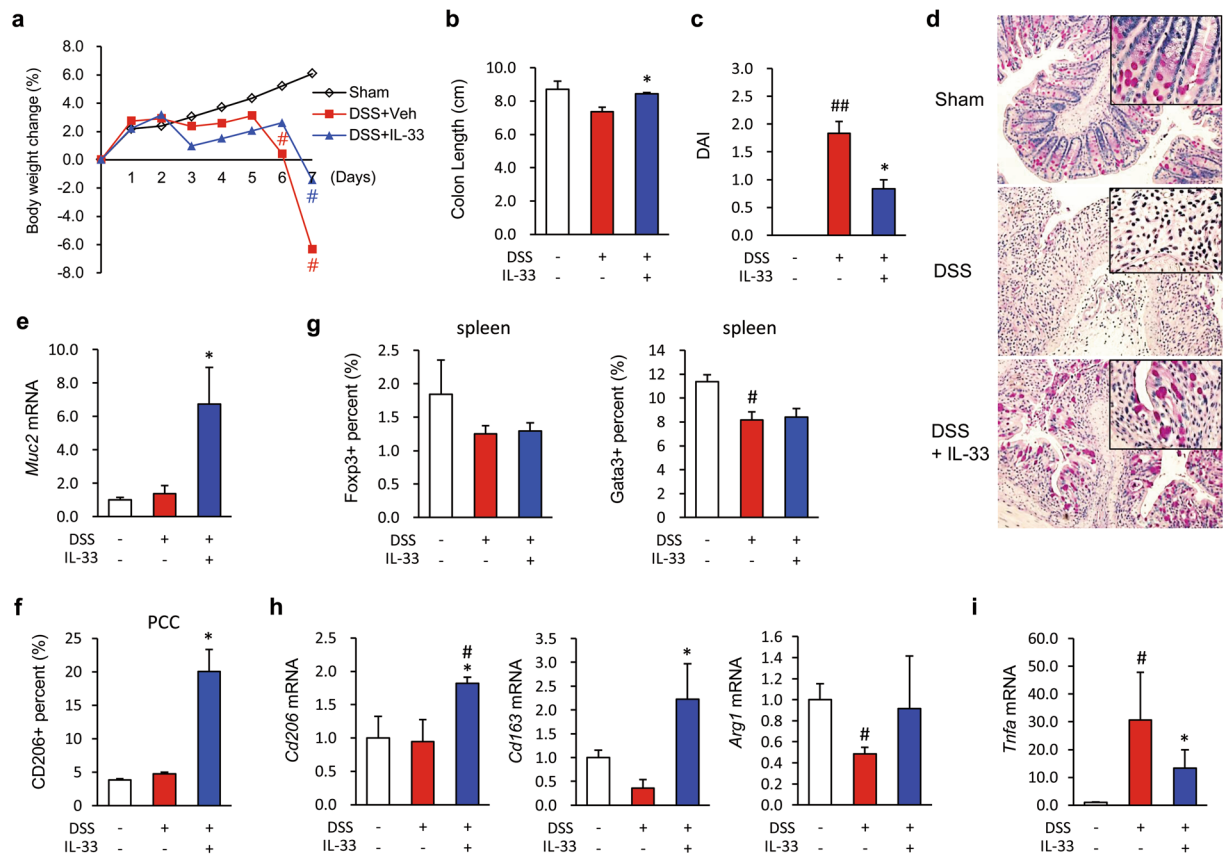 a
8.0
6.0
4.0
2.0
0.0
-2.0
-4.0
-6.0
-8.0
Body weight change (%)
1 2 3 4 5 6 7 (Days)
Sham
DSS+Veh
DSS+IL-33
#
#
#
b
12.0
10.0
8.0
6.0
4.0
2.0
0.0
Colon Length (cm)
*
DSS - + +
IL-33 - - +
c
3.0
2.5
2.0
1.5
1.0
0.5
0.0
DAI
##
*
DSS - + +
IL-33 - - +
d
Sham
DSS
DSS
+ IL-33
e
10.0
8.0
6.0
4.0
2.0
0.0
Muc2 mRNA
*
DSS - + +
IL-33 - - +
g
spleen
2.5
2.0
1.5
1.0
0.5
0.0
Foxp3+ percent (%)
DSS - + +
IL-33 - - +
spleen
14
12
10
8
6
4
2
0
Gata3+ percent (%)
#
DSS - + +
IL-33 - - +
f
PCC
25
20
15
10
5
0
CD206+ percent (%)
*
DSS - + +
IL-33 - - +
h
2.5
2.0
1.5
1.0
0.5
0.0
Cd206 mRNA
#
*
DSS - + +
IL-33 - - +
3.5
3.0
2.5
2.0
1.5
1.0
0.5
0.0
Cd163 mRNA
*
DSS - + +
IL-33 - - +
1.6
1.4
1.2
1.0
0.8
0.6
0.4
0.2
0.0
Arg1 mRNA
#
DSS - + +
IL-33 - - +
i
60.0
50.0
40.0
30.0
20.0
10.0
0.0
Tnfa mRNA
#
*
DSS - + +
IL-33 - - +